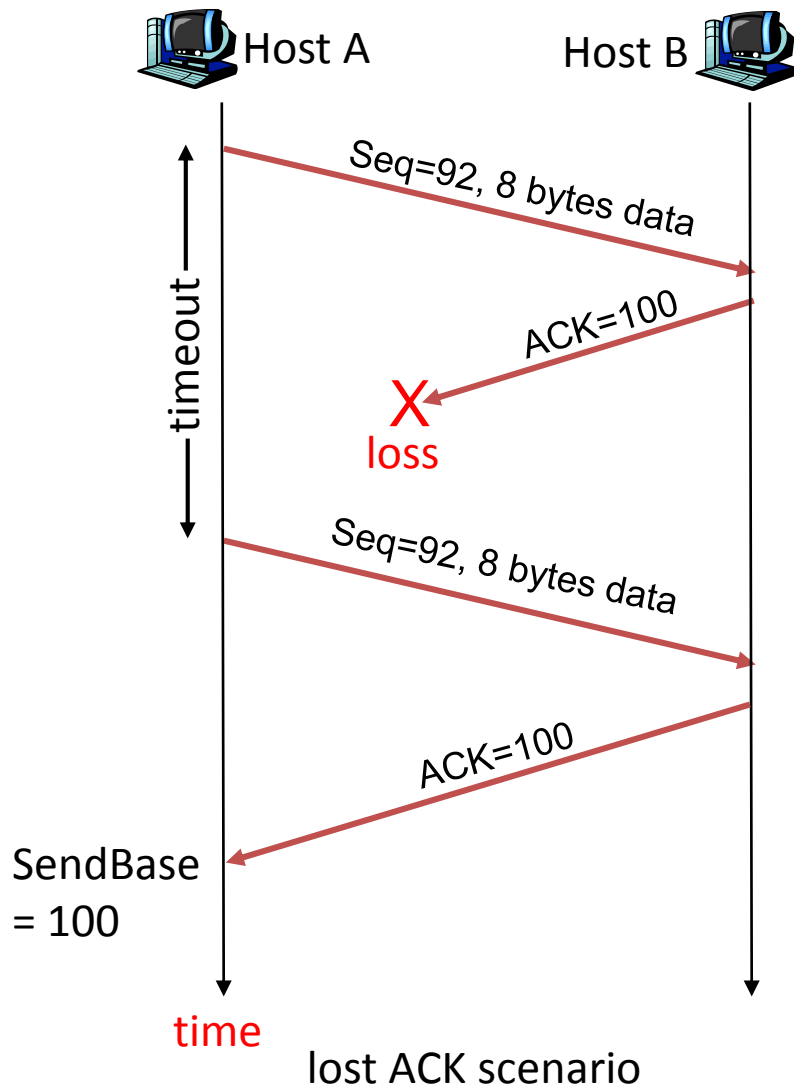 Host A
Host B
Seq=92, 8 bytes data
ACK=100
timeout
X
loss
Seq=92, 8 bytes data
ACK=100
SendBase
= 100
time
lost ACK scenario